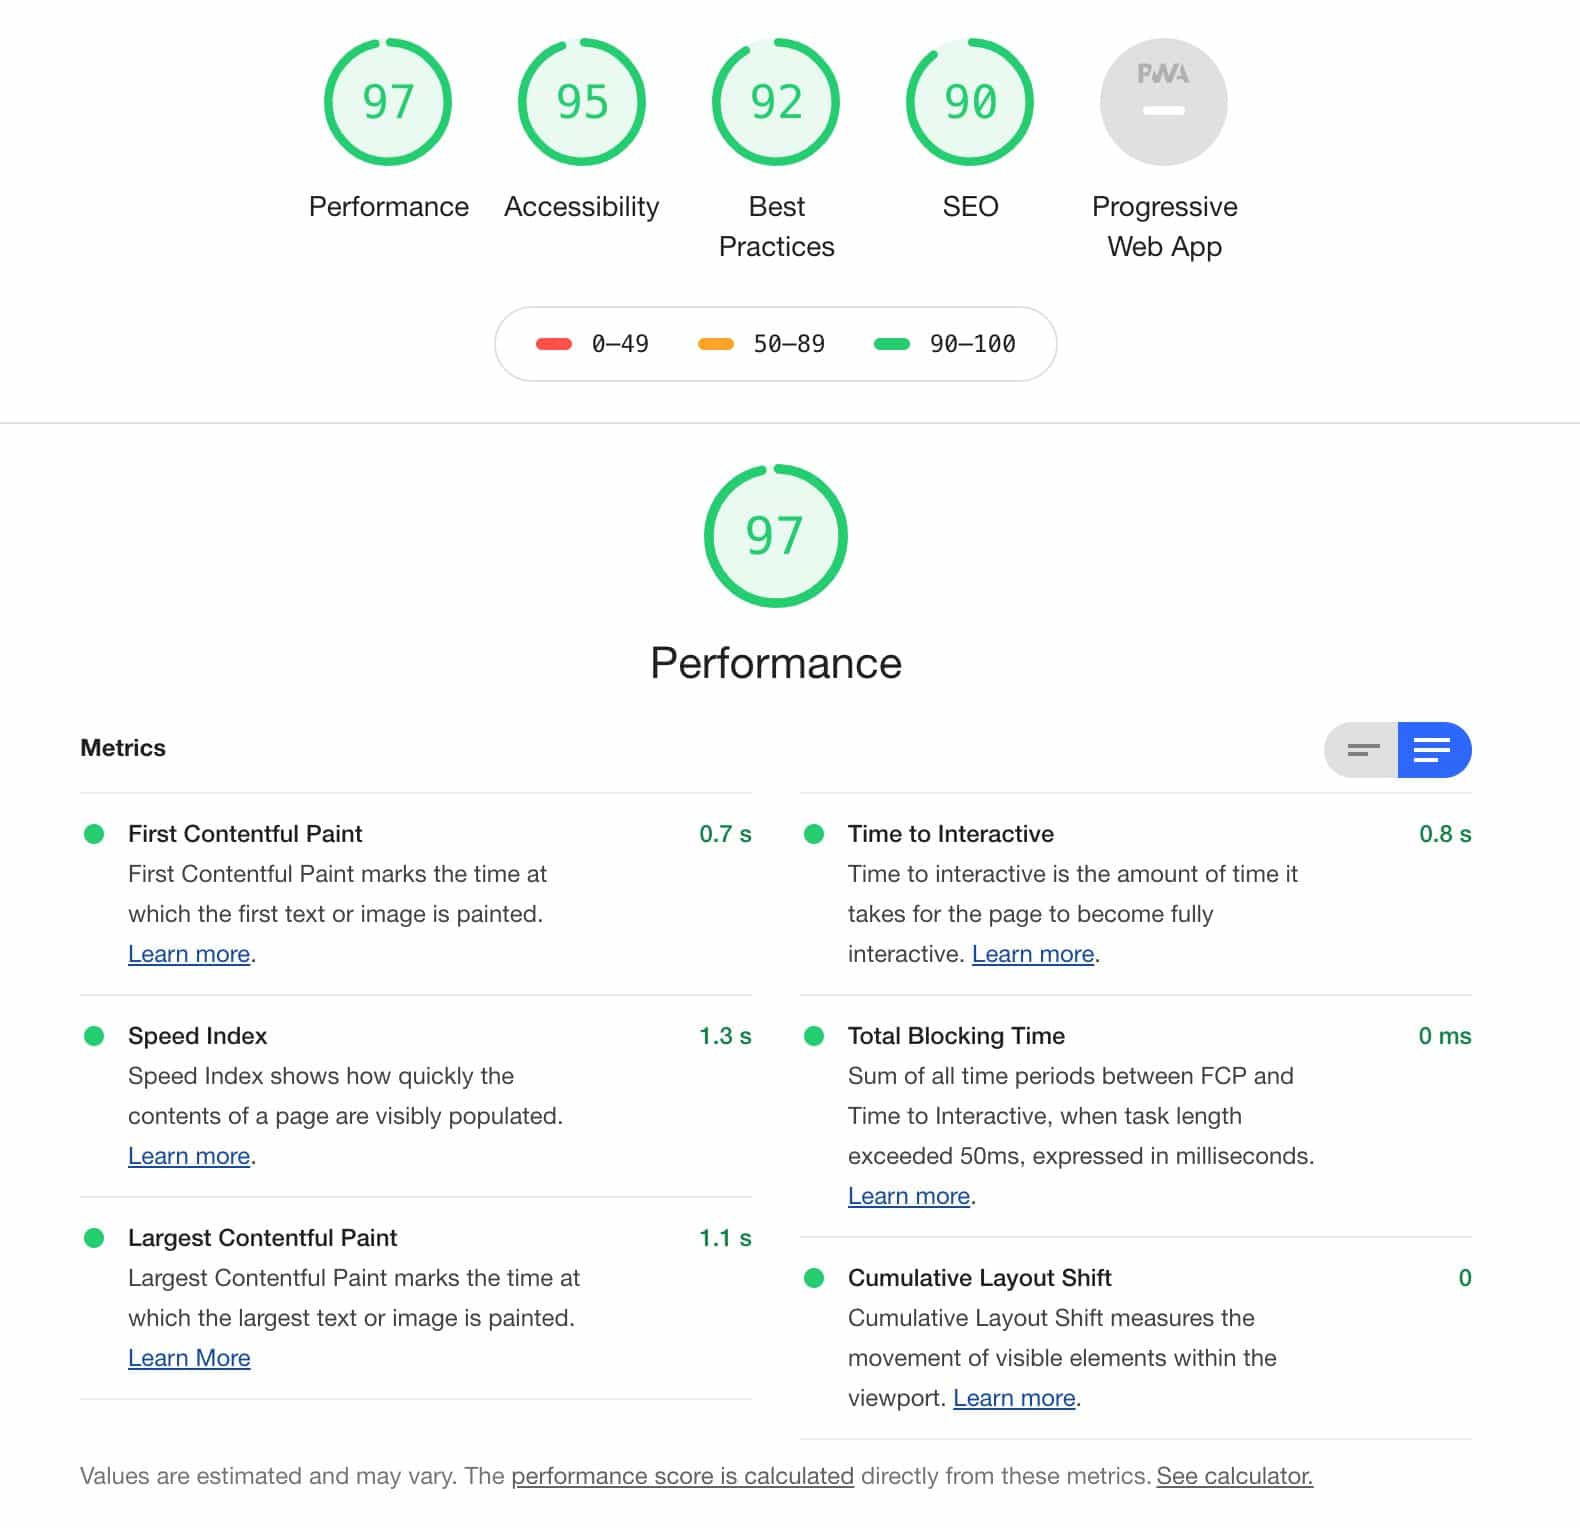 97
95
92
90
PWA
Performance
Accessibility
Best
Practices
SEO
Progressive
Web App
0–49
50–89
90–100
97
Performance
Metrics
First Contentful Paint 0.7 s
First Contentful Paint marks the time at
which the first text or image is painted.
Learn more.
Speed Index 1.3 s
Speed Index shows how quickly the
contents of a page are visibly populated.
Learn more.
Largest Contentful Paint 1.1 s
Largest Contentful Paint marks the time at
which the largest text or image is painted.
Learn More
Time to Interactive 0.8 s
Time to interactive is the amount of time it
takes for the page to become fully
interactive. Learn more.
Total Blocking Time 0 ms
Sum of all time periods between FCP and
Time to Interactive, when task length
exceeded 50ms, expressed in milliseconds.
Learn more.
Cumulative Layout Shift 0
Cumulative Layout Shift measures the
movement of visible elements within the
viewport. Learn more.
Values are estimated and may vary. The performance score is calculated directly from these metrics. See calculator.